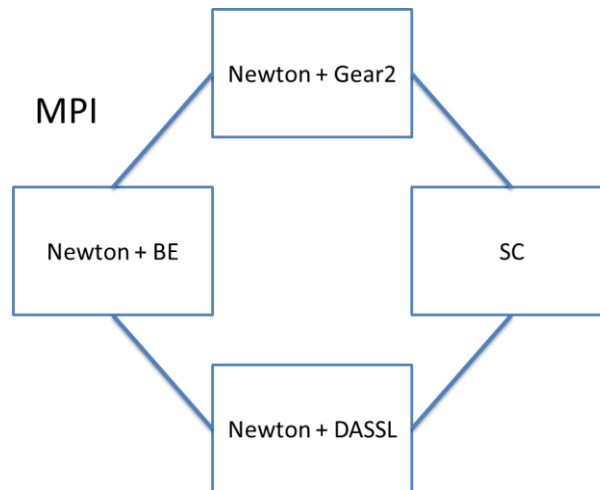 Newton + Gear2
MPI
Newton + BE
SC
Newton + DASSL